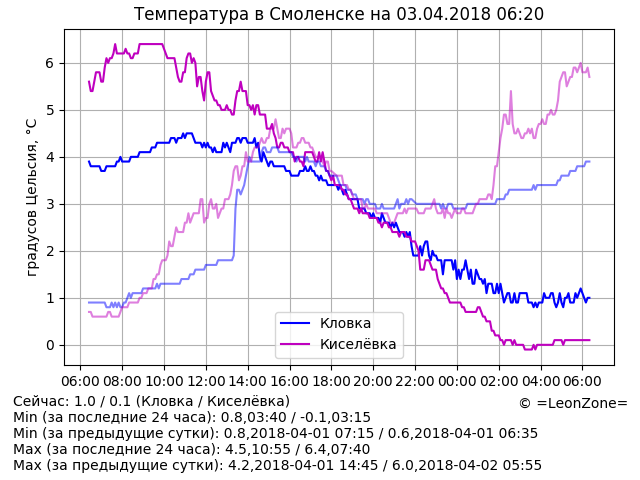 Температура в Смоленске на 03.04.2018 06:20
градусов Цельсия, °C
6
5
4
3
2
1
0
Кловка
Киселёвка
06:00 08:00 10:00 12:00 14:00 16:00 18:00 20:00 22:00 00:00 02:00 04:00 06:00
Сейчас: 1.0 / 0.1 (Кловка / Киселёвка)
© =LeonZone=
Min (за последние 24 часа): 0.8,03:40 / -0.1,03:15
Min (за предыдущие сутки): 0.8,2018-04-01 07:15 / 0.6,2018-04-01 06:35
Max (за последние 24 часа): 4.5,10:55 / 6.4,07:40
Max (за предыдущие сутки): 4.2,2018-04-01 14:45 / 6.0,2018-04-02 05:55